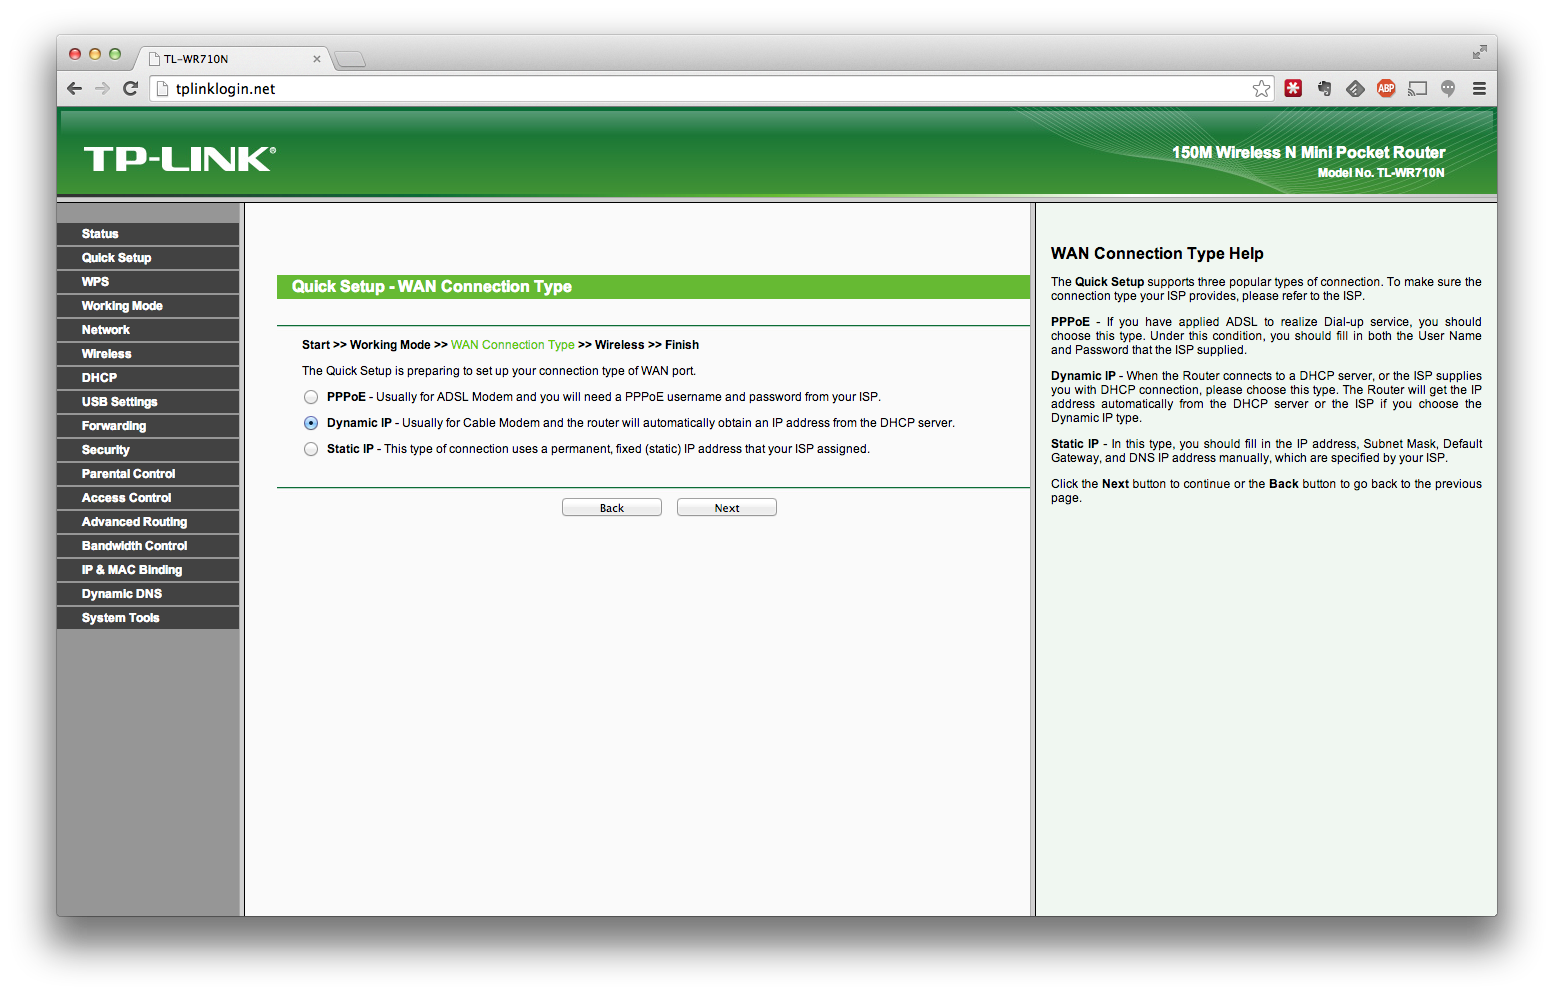 TL-WR710N
tplinklogin.net
ABP
TP-LINK®
150M Wireless N Mini Pocket Router
Model No. TL-WR710N
Status
Quick Setup
WPS
Working Mode
Network
Wireless
DHCP
USB Settings
Forwarding
Security
Parental Control
Access Control
Advanced Routing
Bandwidth Control
IP & MAC Binding
Dynamic DNS
System Tools
Quick Setup - WAN Connection Type
Start >> Working Mode >> WAN Connection Type >> Wireless >> Finish
The Quick Setup is preparing to set up your connection type of WAN port.
PPPoE - Usually for ADSL Modem and you will need a PPPoE username and password from your ISP.
Dynamic IP - Usually for Cable Modem and the router will automatically obtain an IP address from the DHCP server.
Static IP - This type of connection uses a permanent, fixed (static) IP address that your ISP assigned.
Back
Next
WAN Connection Type Help
The Quick Setup supports three popular types of connection. To make sure the
connection type your ISP provides, please refer to the ISP.
PPPoE - If you have applied ADSL to realize Dial-up service, you should
choose this type. Under this condition, you should fill in both the User Name
and Password that the ISP supplied.
Dynamic IP - When the Router connects to a DHCP server, or the ISP supplies
you with DHCP connection, please choose this type. The Router will get the IP
address automatically from the DHCP server or the ISP if you choose the
Dynamic IP type.
Static IP - In this type, you should fill in the IP address, Subnet Mask, Default
Gateway, and DNS IP address manually, which are specified by your ISP.
Click the Next button to continue or the Back button to go back to the previous
page.